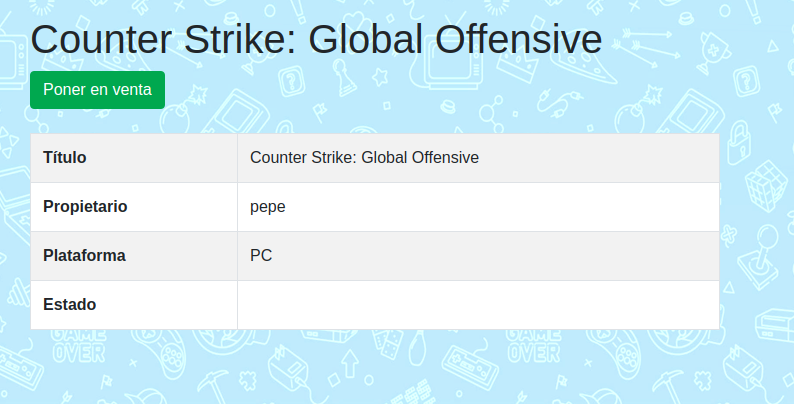 Counter Strike: Global Offensive
Poner en venta
Título Counter Strike: Global Offensive
Propietario pepe
Plataforma PC
Estado
GAME GAME
OVER OVER